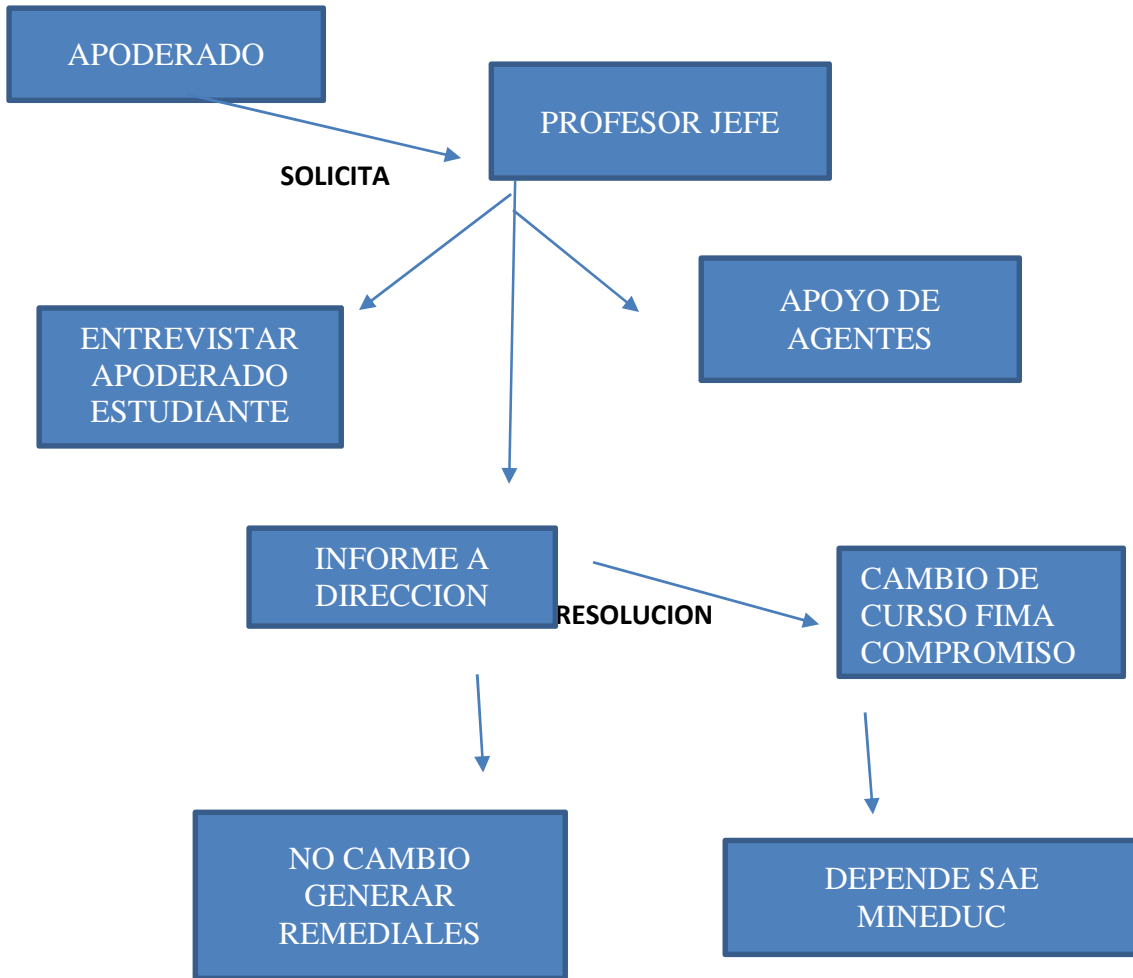 APODERADO
PROFESOR JEFE
SOLICITA
ENTREVISTAR
APODERADO
ESTUDIANTE
APOYO DE
AGENTES
INFORME A
DIRECCION
RESOLUCION
CAMBIO DE
CURSO FIMA
COMPROMISO
NO CAMBIO
GENERAR
REMEDIALES
DEPENDE SAE
MINEDUC